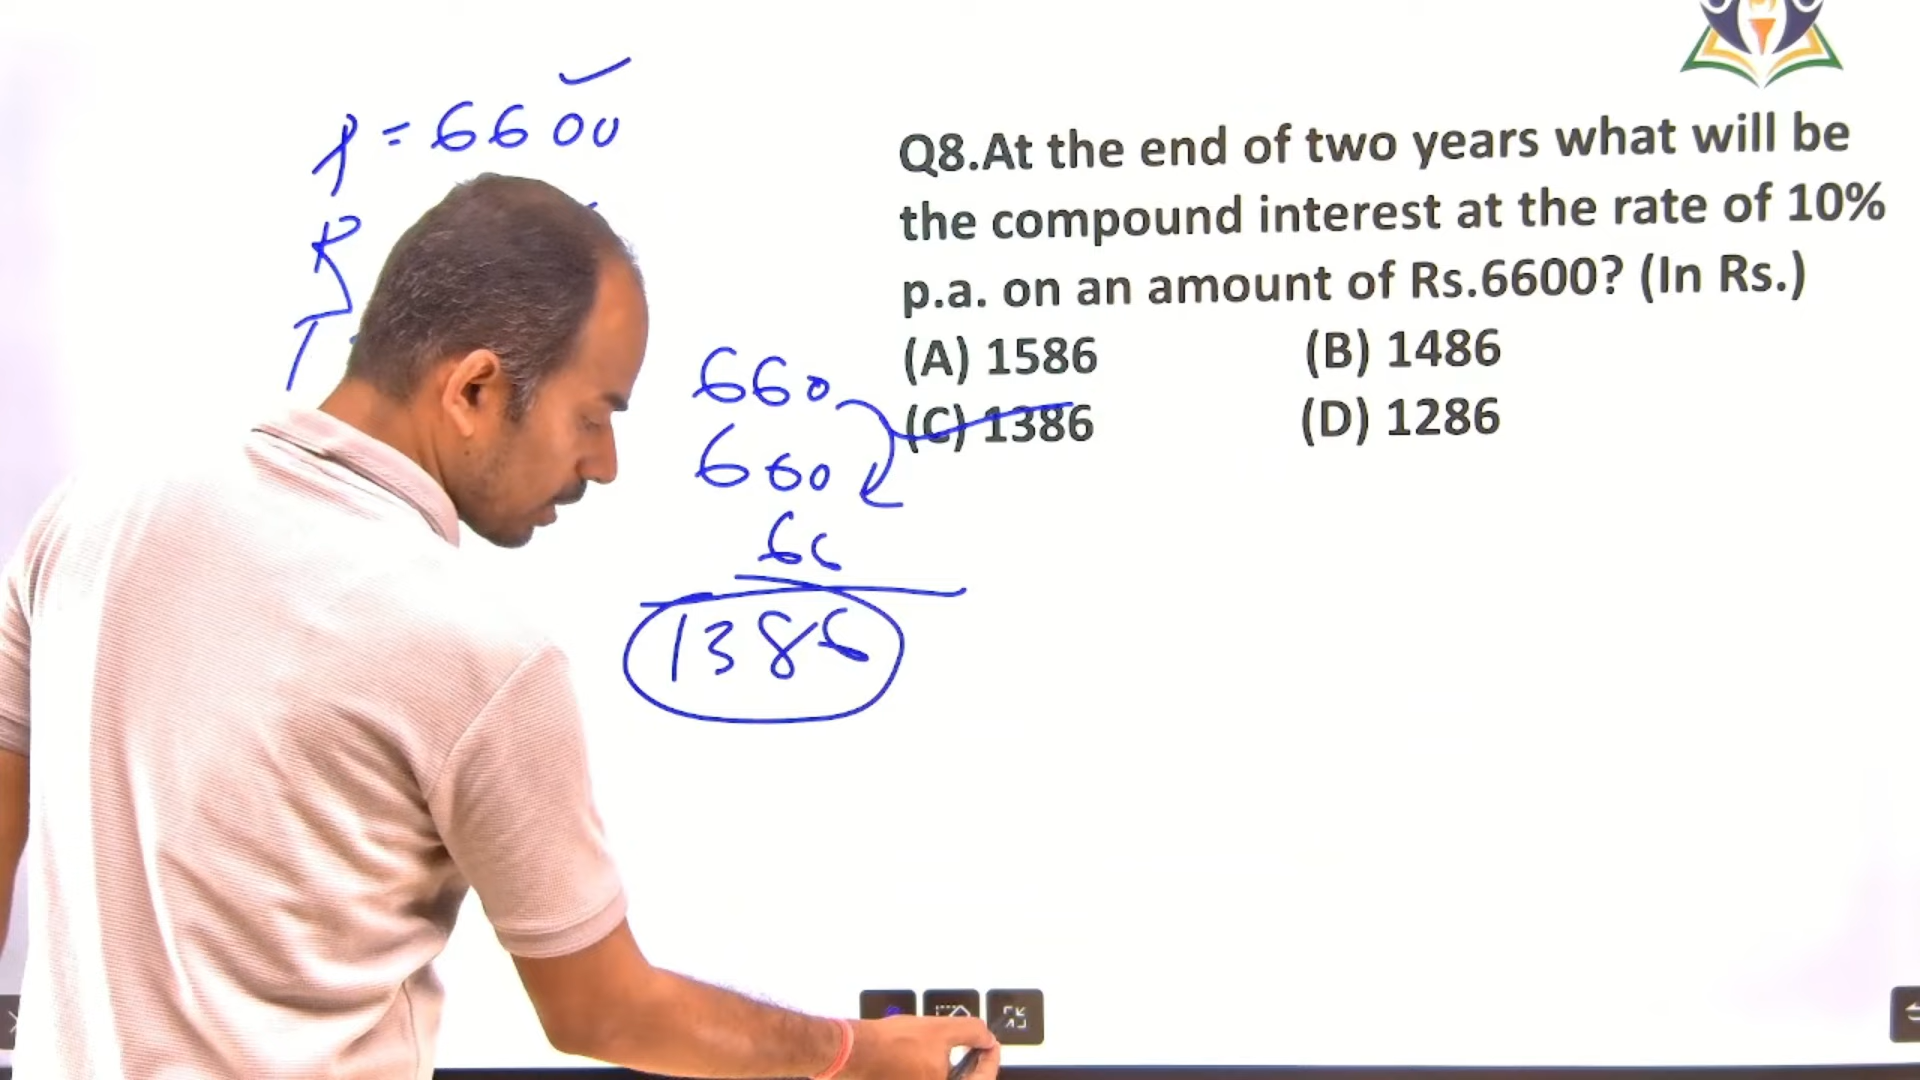 P = 6600
R
T
Q8.At the end of two years what will be
the compound interest at the rate of 10%
p.a. on an amount of Rs.6600? (In Rs.)
(A) 1586 (B) 1486
(C) 1386 (D) 1286
660
660
66
1386